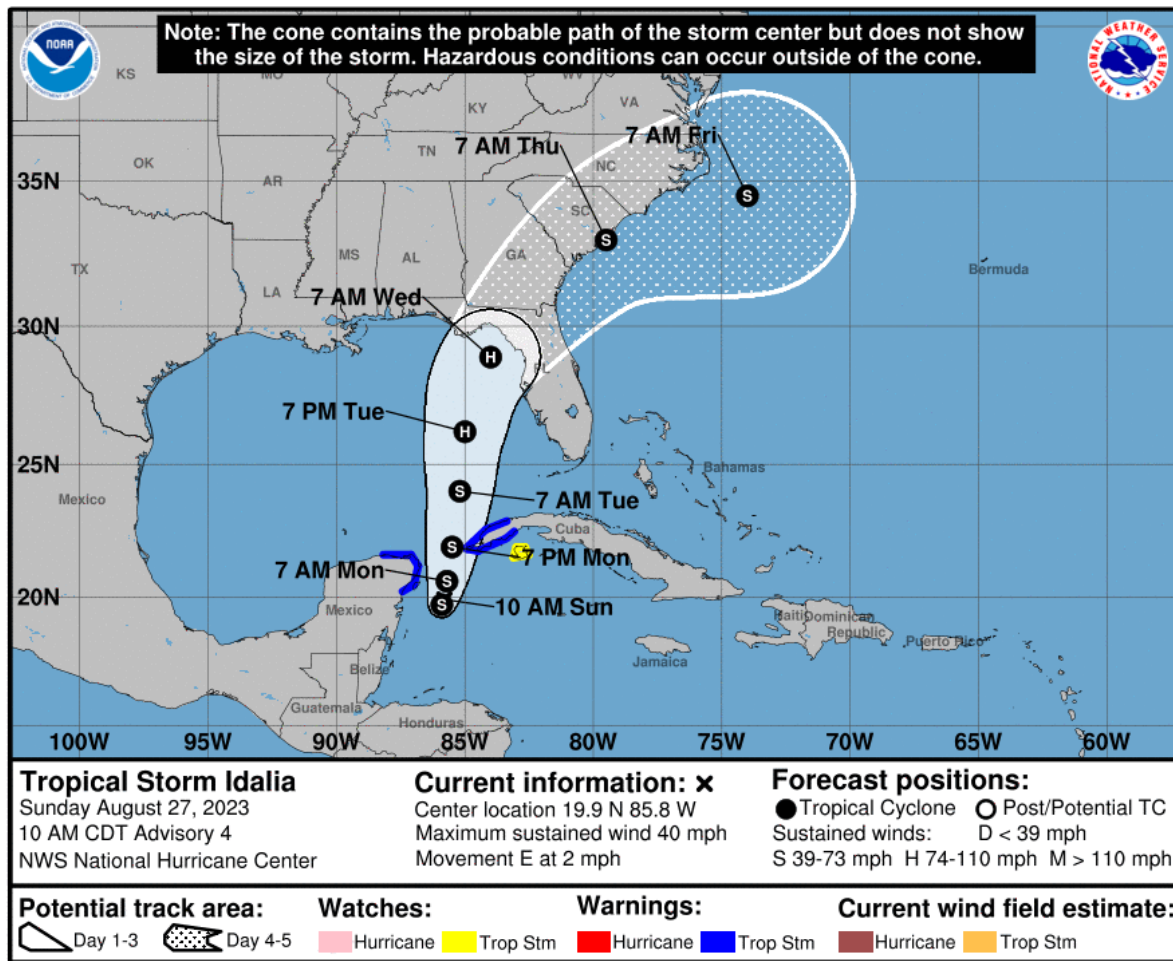 Note: The cone contains the probable path of the storm center but does not show
the size of the storm. Hazardous conditions can occur outside of the cone.
NOAA
NATIONAL WEATHER SERVICE
KS
MO
WV
VA
KY
7 AM Thu
7 AM Fri
OK
TN
NC
AR
35N
SC
MS
AL
GA
TX
LA
Bermuda
7 AM Wed
30N
FL
7 PM Tue
25N
Bahamas
Mexico
7 AM Tue
Cuba
7 PM Mon
7 AM Mon
20N
10 AM Sun
Mexico
Haiti
Dominican
Republic
Puerto Rico
Jamaica
Belize
Guatemala
Honduras
S
S
H
H
S
S
S
S
100W 95W 90W 85W 80W 75W 70W 65W 60W
Tropical Storm Idalia
Sunday August 27, 2023
10 AM CDT Advisory 4
NWS National Hurricane Center
Current information: x
Center location 19.9 N 85.8 W
Maximum sustained wind 40 mph
Movement E at 2 mph
Forecast positions:
Tropical Cyclone Post/Potential TC
Sustained winds: D < 39 mph
S 39-73 mph H 74-110 mph M > 110 mph
Potential track area:
Day 1-3 Day 4-5
Watches:
Hurricane Trop Stm
Warnings:
Hurricane Trop Stm
Current wind field estimate:
Hurricane Trop Stm